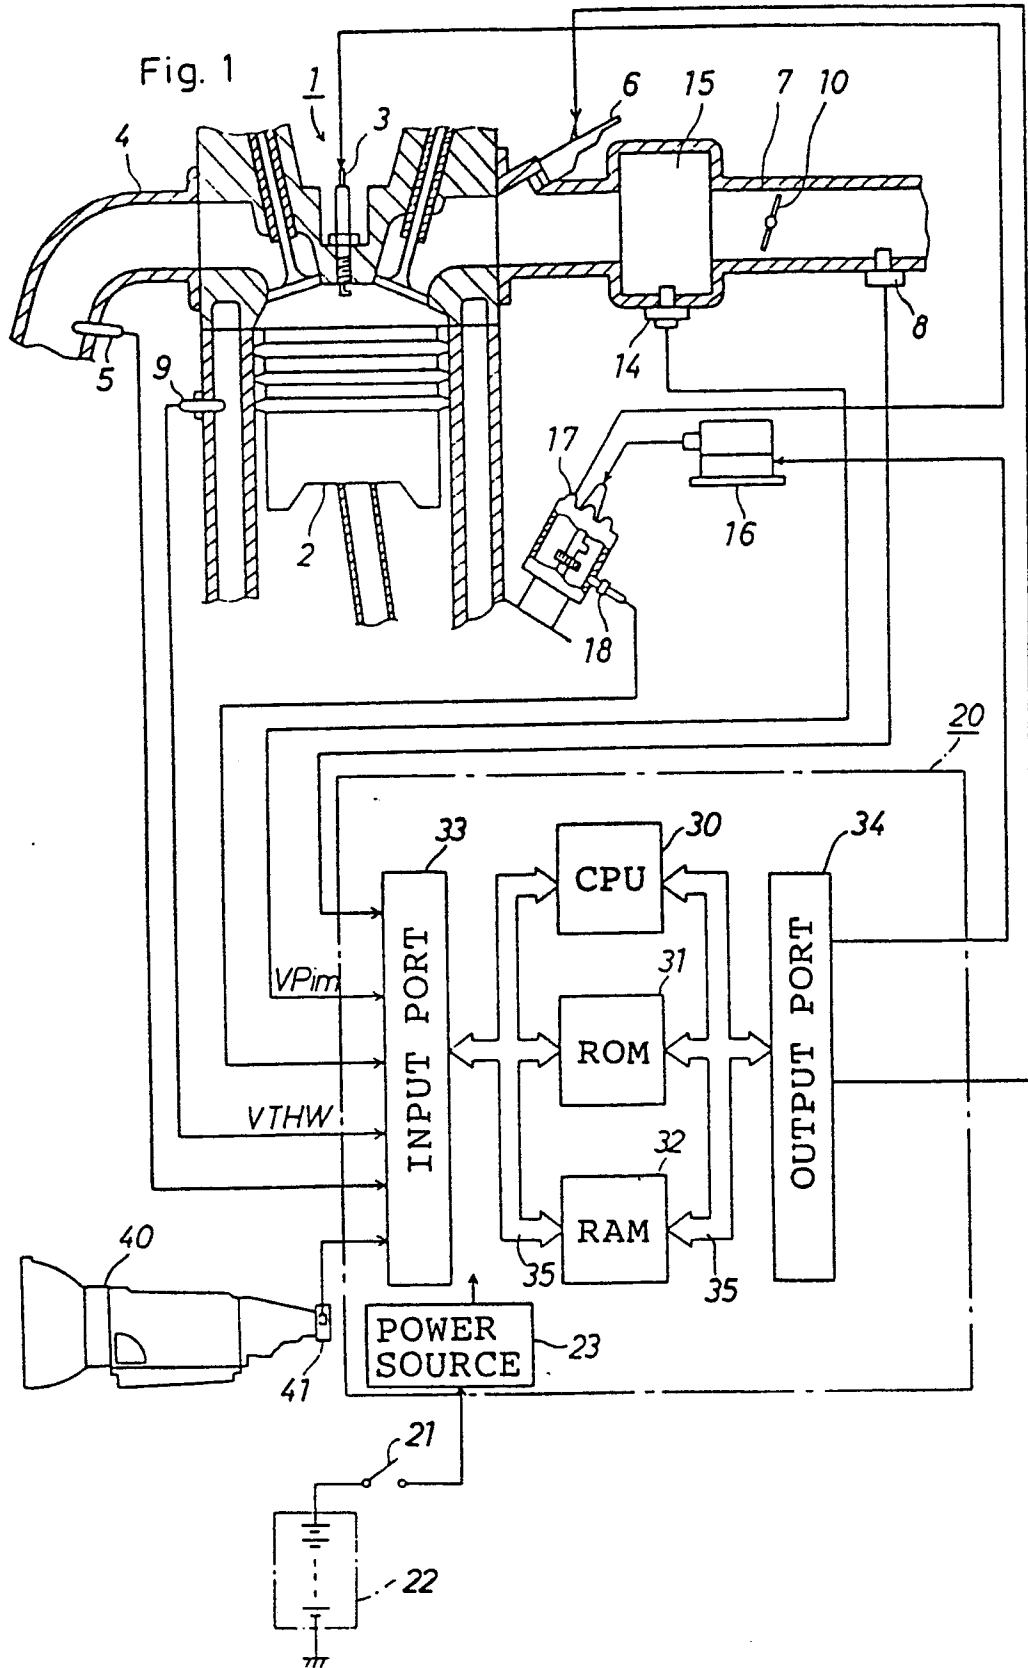 Fig. 1
1
3
4
6
15
7
10
5
9
14
8
17
16
2
18
20
33
30
34
CPU
INPUT PORT
OUTPUT PORT
VPim
31
ROM
VTHW
32
RAM
35
35
40
41
POWER
SOURCE
23
21
22